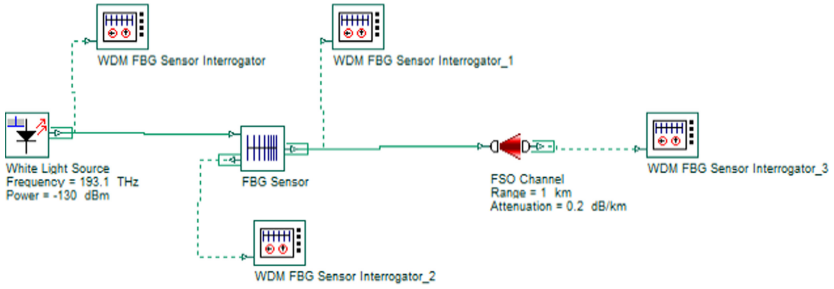 WDM FBG Sensor Interrogator
WDM FBG Sensor Interrogator_1
White Light Source
Frequency = 193.1 THz
Power = -130 dBm
FBG Sensor
FSO Channel
Range = 1 km
Attenuation = 0.2 dB/km
WDM FBG Sensor Interrogator_3
WDM FBG Sensor Interrogator_2